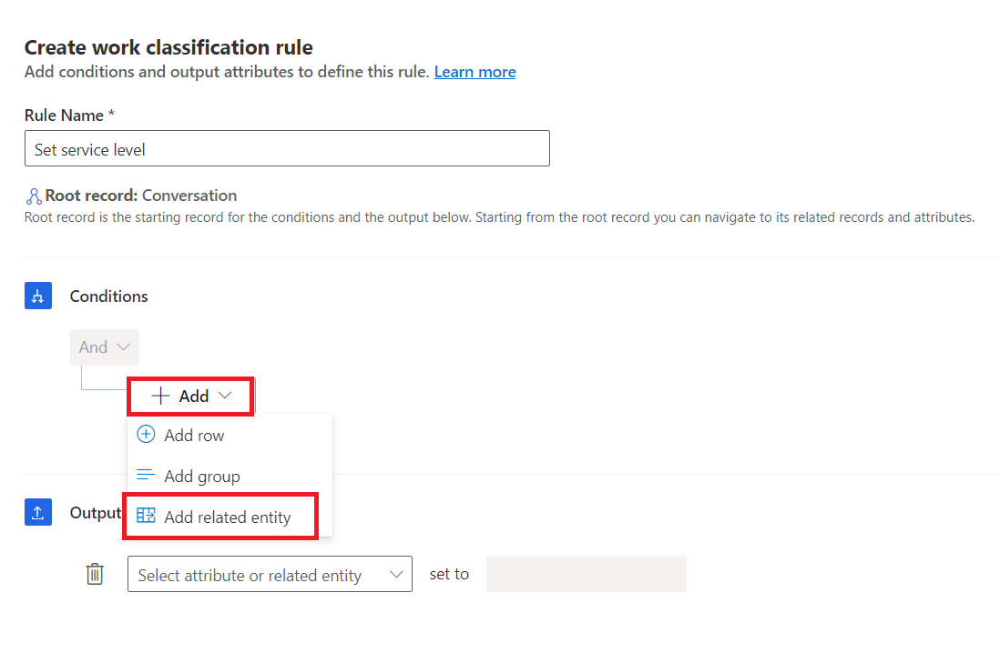 Create work classification rule
Add conditions and output attributes to define this rule. Learn more
Rule Name *
Set service level
Root record: Conversation
Root record is the starting record for the conditions and the output below. Starting from the root record you can navigate to its related records and attributes.
Conditions
And
Add
Add row
Add group
Add related entity
Output
Select attribute or related entity set to